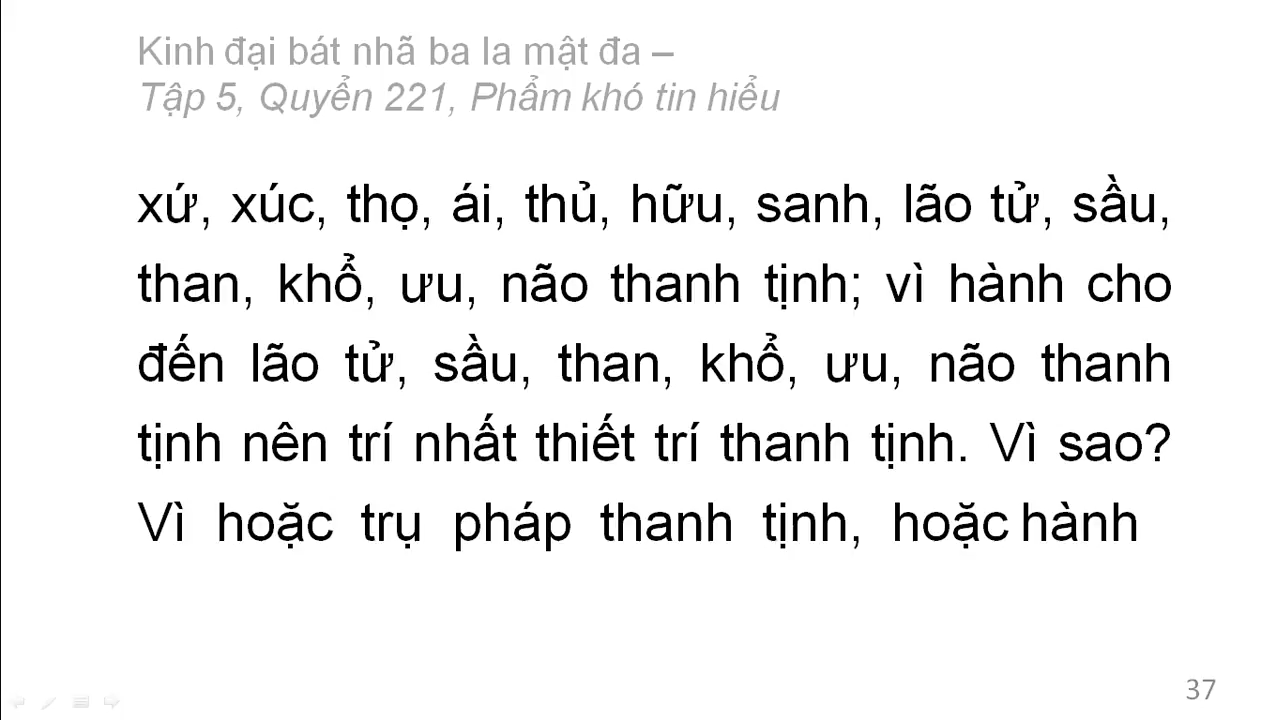 Kinh đại bát nhã ba la mật đa –
Tập 5, Quyển 221, Phẩm khó tin hiểu
xứ, xúc, thọ, ái, thủ, hữu, sanh, lão tử, sầu,
than, khổ, ưu, não thanh tịnh; vì hành cho
đến lão tử, sầu, than, khổ, ưu, não thanh
tịnh nên trí nhất thiết trí thanh tịnh. Vì sao?
Vì hoặc trụ pháp thanh tịnh, hoặc hành
37